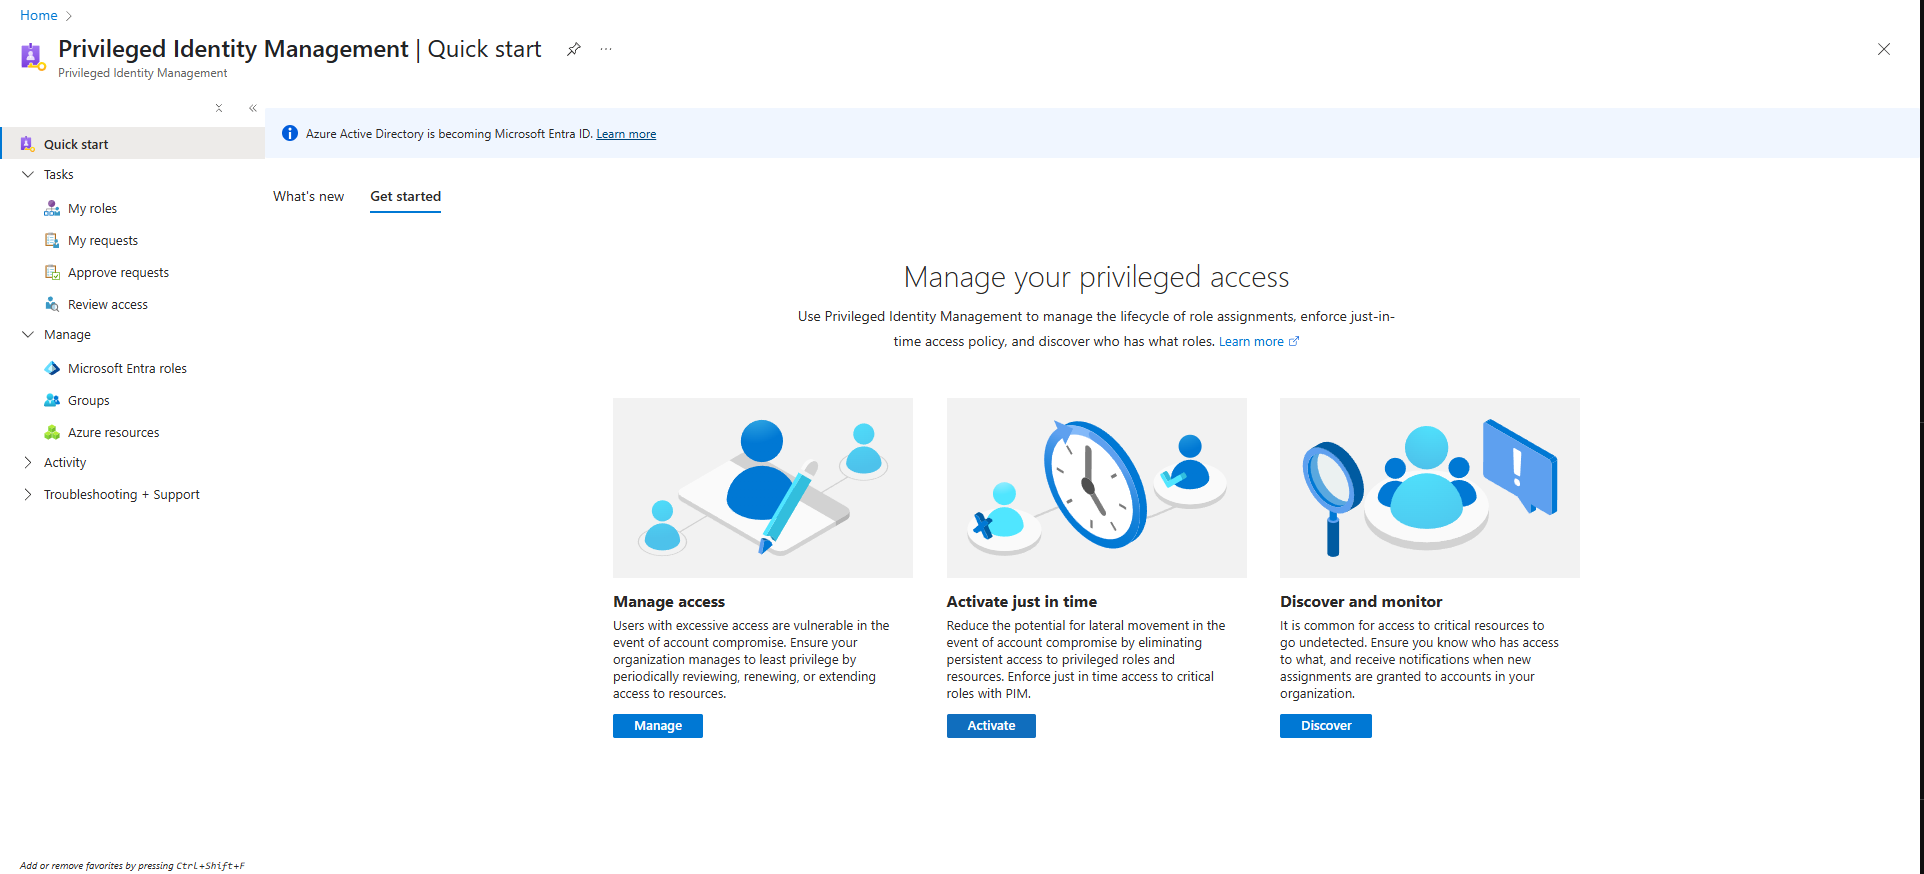 Home
Privileged Identity Management | Quick start
Privileged Identity Management
Azure Active Directory is becoming Microsoft Entra ID. Learn more
Quick start
Tasks
My roles
My requests
Approve requests
Review access
Manage
Microsoft Entra roles
Groups
Azure resources
Activity
Troubleshooting + Support
What's new
Get started
Manage your privileged access
Use Privileged Identity Management to manage the lifecycle of role assignments, enforce just-in-
time access policy, and discover who has what roles. Learn more
Manage access
Users with excessive access are vulnerable in the
event of account compromise. Ensure your
organization manages to least privilege by
periodically reviewing, renewing, or extending
access to resources.
Manage
Activate just in time
Reduce the potential for lateral movement in the
event of account compromise by eliminating
persistent access to privileged roles and
resources. Enforce just in time access to critical
roles with PIM.
Activate
Discover and monitor
It is common for access to critical resources to
go undetected. Ensure you know who has access
to what, and receive notifications when new
assignments are granted to accounts in your
organization.
Discover
Add or remove favorites by pressing Ctrl+Shift+F